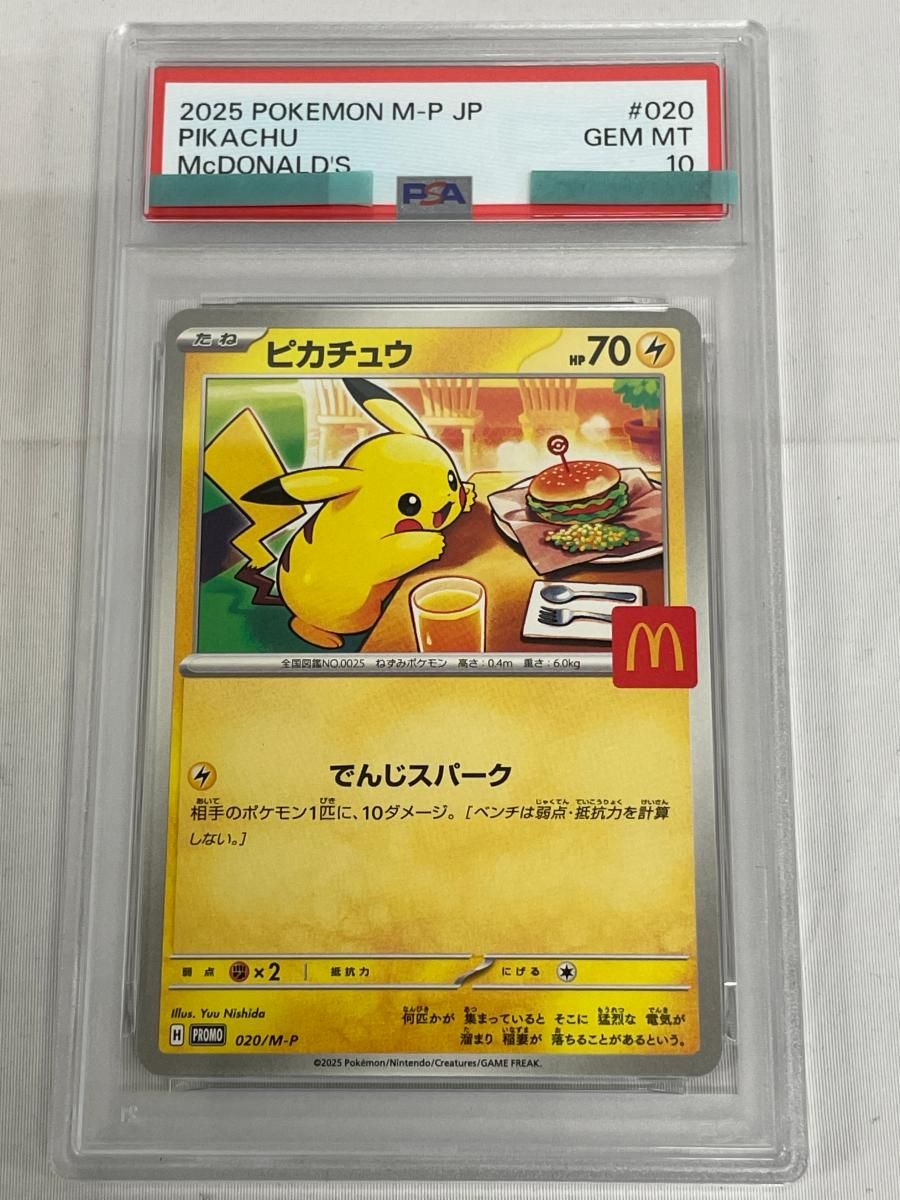 2025 POKEMON M-P JP #020
PIKACHU GEM MT
McDONALD'S 10
PSA
たね ピカチュウ HP70
全国図鑑NO.0025 ねずみポケモン 高さ:0.4m 重さ:6.0kg
でんじスパーク
相手のポケモン1匹に、10ダメージ。[ベンチは弱点・抵抗力を計算
しない。]
弱点 ×2 抵抗力 にげる
Illus. Yuu Nishida
何匹かが 集まっていると そこに 猛烈な 電気が
溜まり 稲妻が 落ちることがあるという。
H PROMO 020/M-P
©2025 Pokémon/Nintendo/Creatures/GAME FREAK.